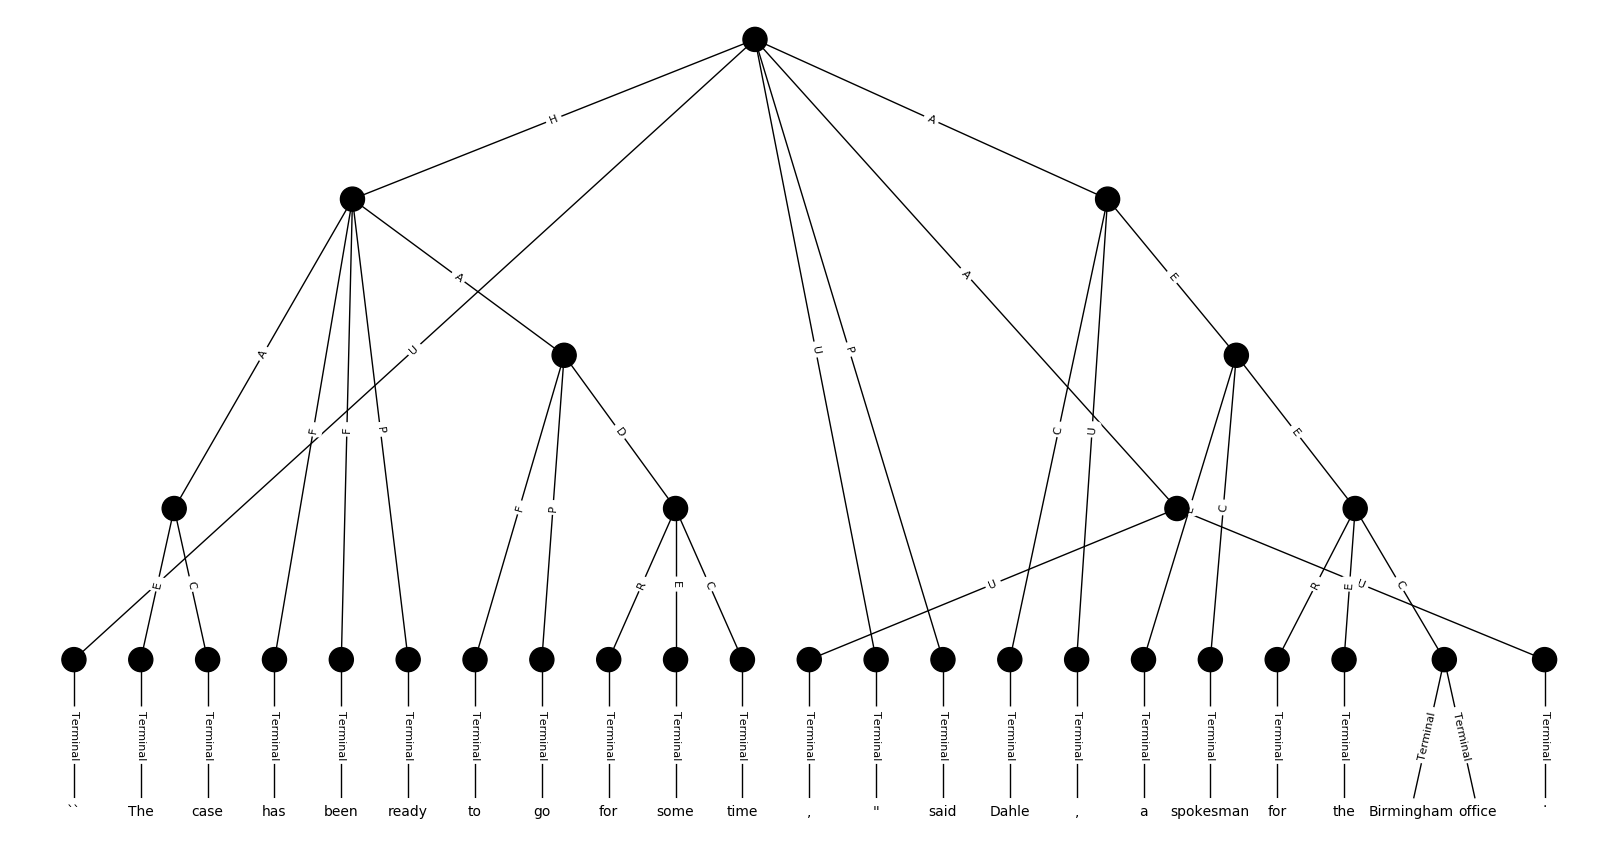 H
A
A
E
A
A
U
U
P
F
F
P
D
C
U
E
F
P
E
C
E
C
R
E
C
U
R
E
U
C
Terminal Terminal Terminal Terminal Terminal Terminal Terminal Terminal Terminal Terminal Terminal Terminal Terminal Terminal Terminal Terminal Terminal Terminal Terminal Terminal Terminal Terminal Terminal
`` The case has been ready to go for some time , " said Dahle , a spokesman for the Birmingham office .